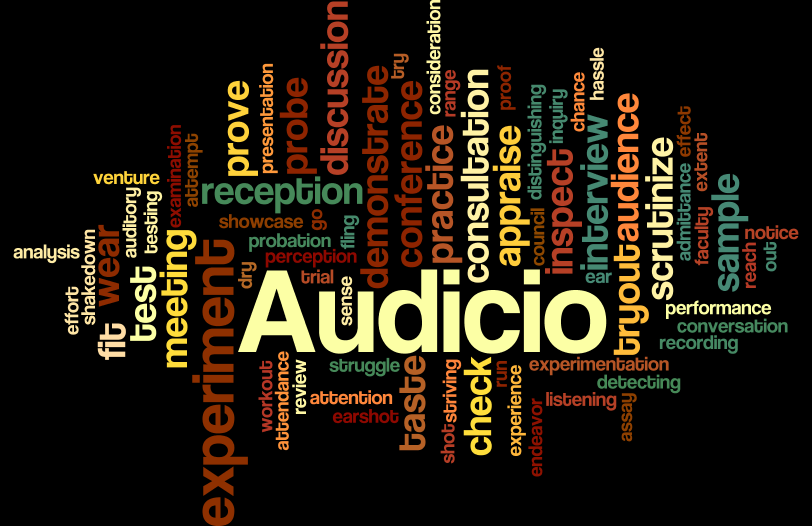 discussion
consideration
try
hassle
chance
proof
range
presentation
prove
probe
demonstrate
conference
consultation
distinguishing
inquiry
practice
appraise
interview
inspect
council
tryout
audience
scrutinize
effect
extent
admittance
faculty
sample
notice
reach
out
examination
attempt
venture
reception
auditory
testing
showcase
go
fling
probation
perception
analysis
shakedown
wear
effort
fit
test
meeting
experiment
dry
trial
sense
ear
Audicio
performance
conversation
recording
struggle
workout
attendance
review
attention
earshot
taste
striving
shot
check
run
experience
endeavor
experimentation
detecting
listening
assay